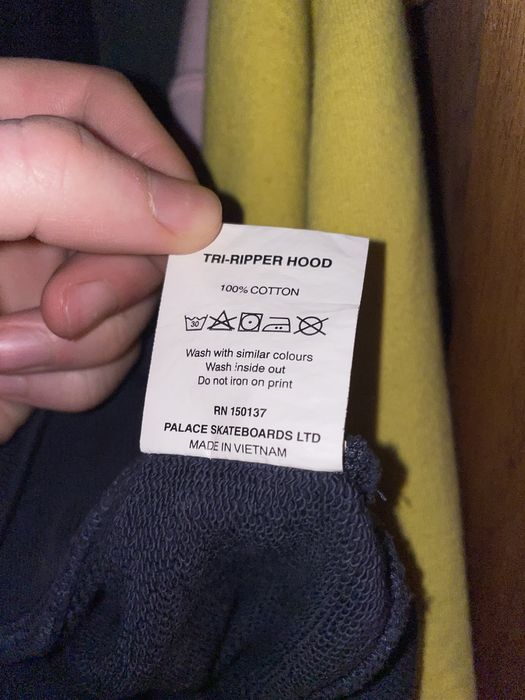 TRI-RIPPER HOOD
100% COTTON
30
Wash with similar colours
Wash inside out
Do not iron on print
RN 150137
PALACE SKATEBOARDS LTD
MADE IN VIETNAM